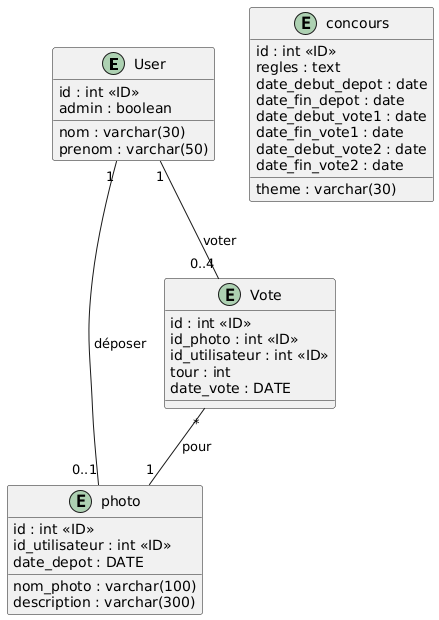 E User
id : int «ID»
admin : boolean
nom : varchar(30)
prenom : varchar(50)
E concours
id : int «ID»
regles : text
date_debut_depot : date
date_fin_depot : date
date_debut_vote1 : date
date_fin_vote1 : date
date_debut_vote2 : date
date_fin_vote2 : date
theme : varchar(30)
1
1
voter
0..4
E Vote
id : int «ID»
id_photo : int «ID»
id_utilisateur : int «ID»
tour : int
date_vote : DATE
déposer
*
pour
0..1
1
E photo
id : int «ID»
id_utilisateur : int «ID»
date_depot : DATE
nom_photo : varchar(100)
description : varchar(300)